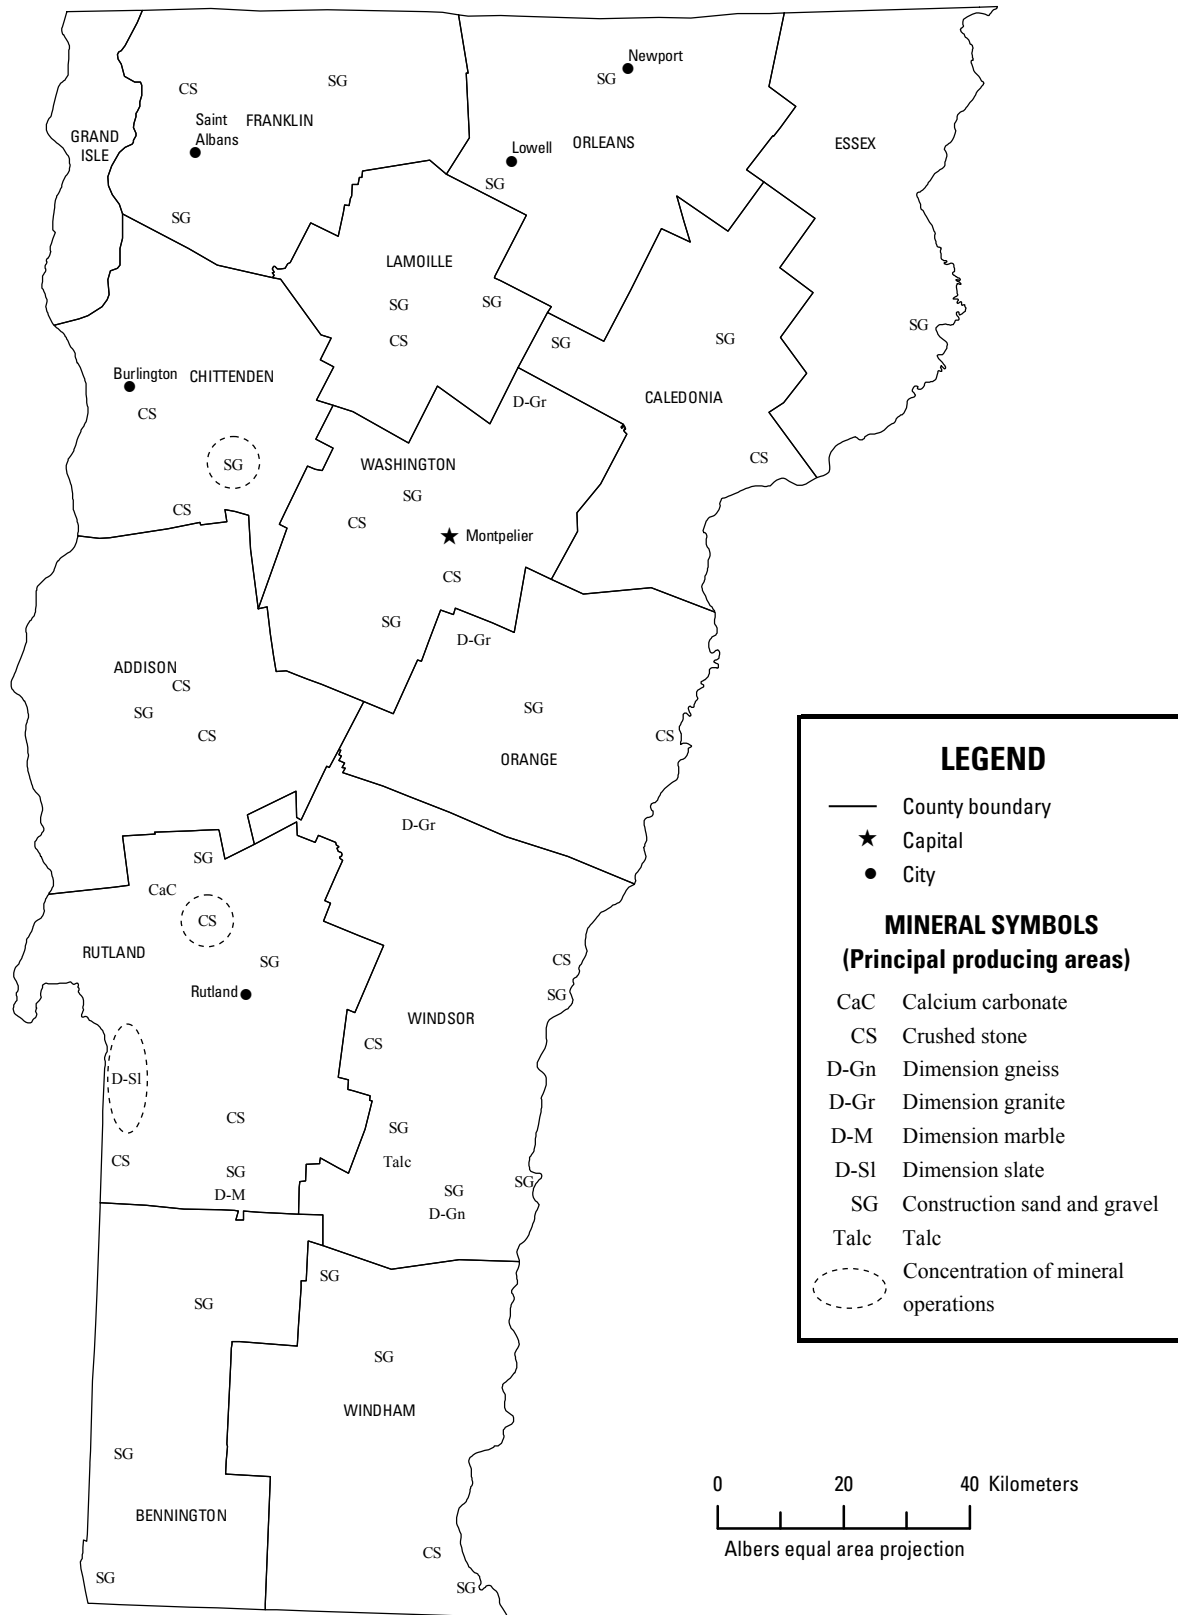 Newport
SG
SG
CS
Saint
Albans
FRANKLIN
GRAND
ISLE
ORLEANS
ESSEX
Lowell
SG
SG
LAMOILLE
SG
SG
CS
SG
SG
SG
Burlington
CHITTENDEN
CALEDONIA
D-Gr
CS
SG
WASHINGTON
CS
SG
CS
CS
Montpelier
CS
SG
D-Gr
ADDISON
CS
SG
CS
SG
CS
ORANGE
D-Gr
SG
CaC
CS
RUTLAND
SG
CS
Rutland
SG
WINDSOR
CS
D-Sl
CS
SG
CS
Talc
SG
D-M
SG
SG
D-Gn
SG
SG
SG
WINDHAM
SG
BENNINGTON
CS
SG
SG
LEGEND
County boundary
Capital
City
MINERAL SYMBOLS
(Principal producing areas)
CaC Calcium carbonate
CS Crushed stone
D-Gn Dimension gneiss
D-Gr Dimension granite
D-M Dimension marble
D-Sl Dimension slate
SG Construction sand and gravel
Talc Talc
Concentration of mineral
operations
0 20 40 Kilometers
Albers equal area projection